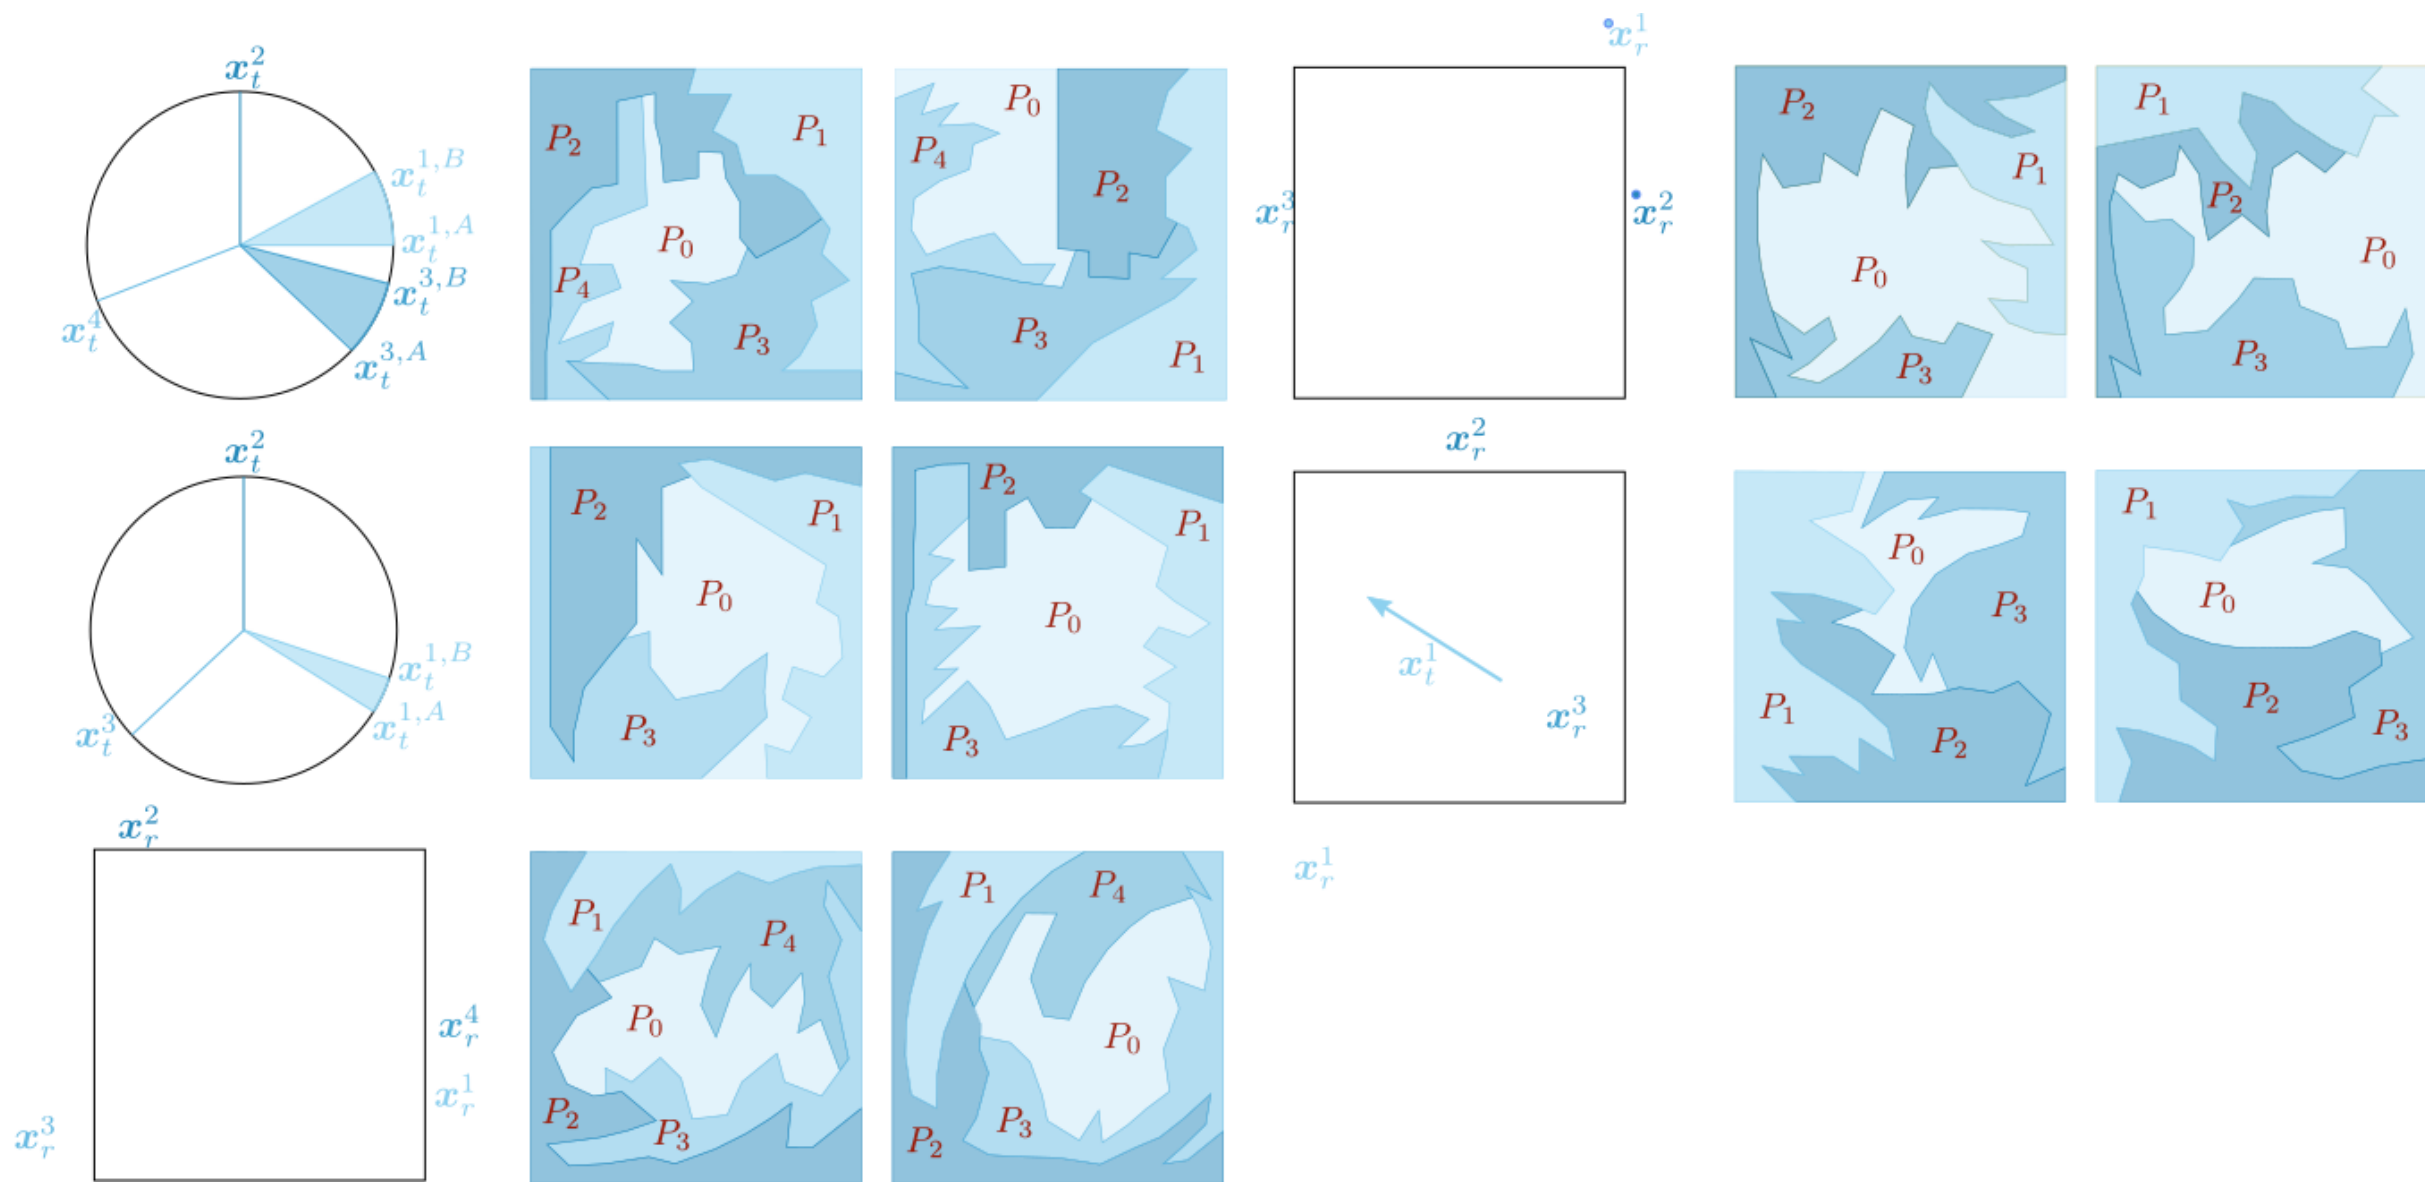 x_t^2
x_t^{1,B}
x_t^{1,A}
x_t^{3,B}
x_t^{3,A}
x_t^4
P_2
P_1
P_0
P_4
P_3
P_0
P_4
P_2
P_3
P_1
x_r^1
x_r^3
x_r^2
P_2
P_1
P_0
P_3
P_1
P_2
P_0
P_3
x_t^2
x_t^{1,B}
x_t^{1,A}
x_t^3
P_2
P_1
P_0
P_3
P_2
P_1
P_0
P_3
x_r^2
x_t^1
x_r^3
x_r^1
P_0
P_3
P_1
P_2
P_1
P_0
P_2
P_3
x_r^2
x_r^4
x_r^1
x_r^3
P_1
P_4
P_0
P_2
P_3
P_1
P_4
P_0
P_3
P_2